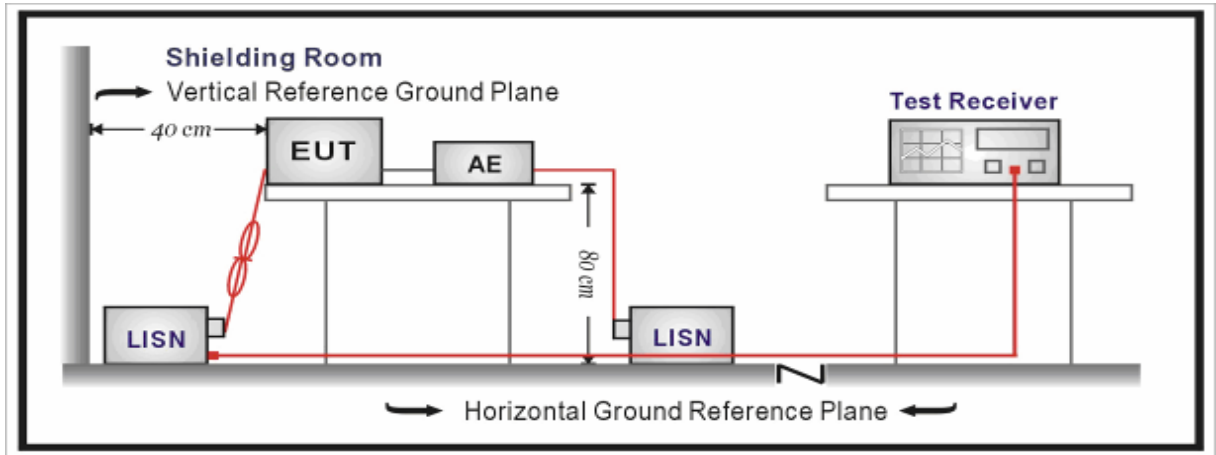 Shielding Room
Vertical Reference Ground Plane
Test Receiver
40 cm
EUT
AE
80 cm
LISN
LISN
Horizontal Ground Reference Plane